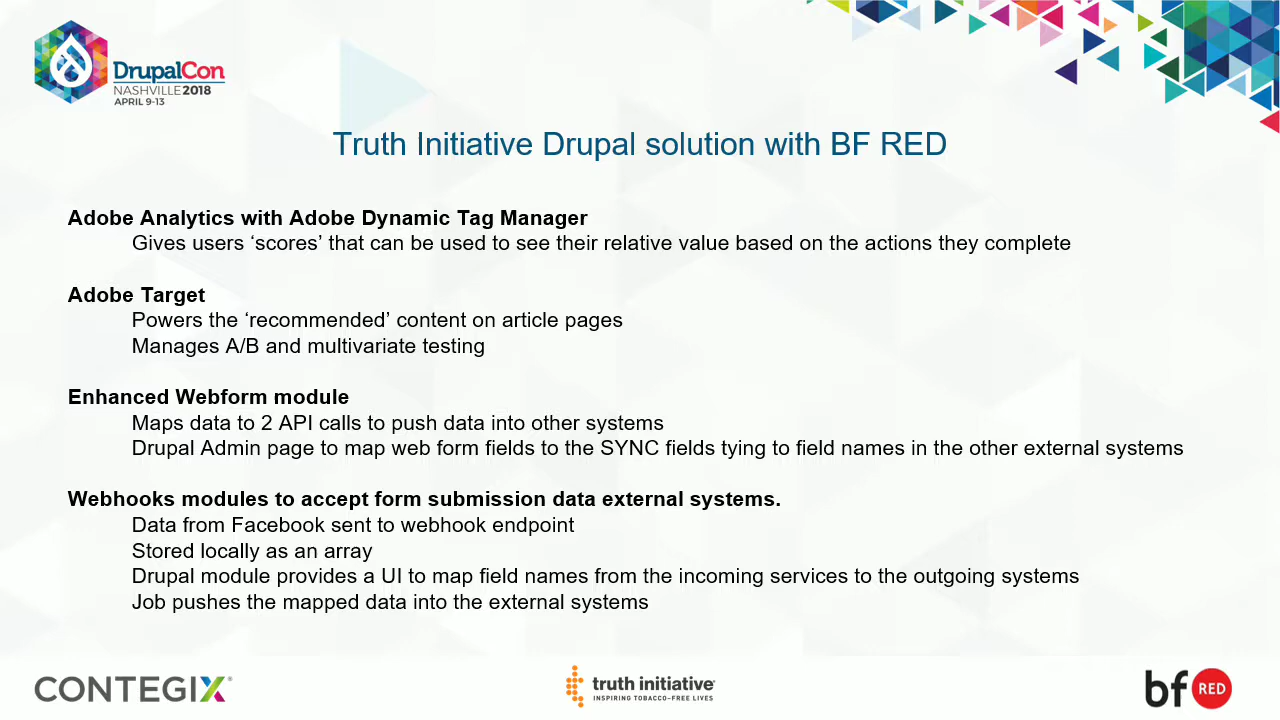 DrupalCon
NASHVILLE 2018
APRIL 9-13
Truth Initiative Drupal solution with BF RED
Adobe Analytics with Adobe Dynamic Tag Manager
Gives users ‘scores’ that can be used to see their relative value based on the actions they complete
Adobe Target
Powers the ‘recommended’ content on article pages
Manages A/B and multivariate testing
Enhanced Webform module
Maps data to 2 API calls to push data into other systems
Drupal Admin page to map web form fields to the SYNC fields tying to field names in the other external systems
Webhooks modules to accept form submission data external systems.
Data from Facebook sent to webhook endpoint
Stored locally as an array
Drupal module provides a UI to map field names from the incoming services to the outgoing systems
Job pushes the mapped data into the external systems
CONTEGIX®
truth initiative®
INSPIRING TOBACCO-FREE LIVES
bf RED